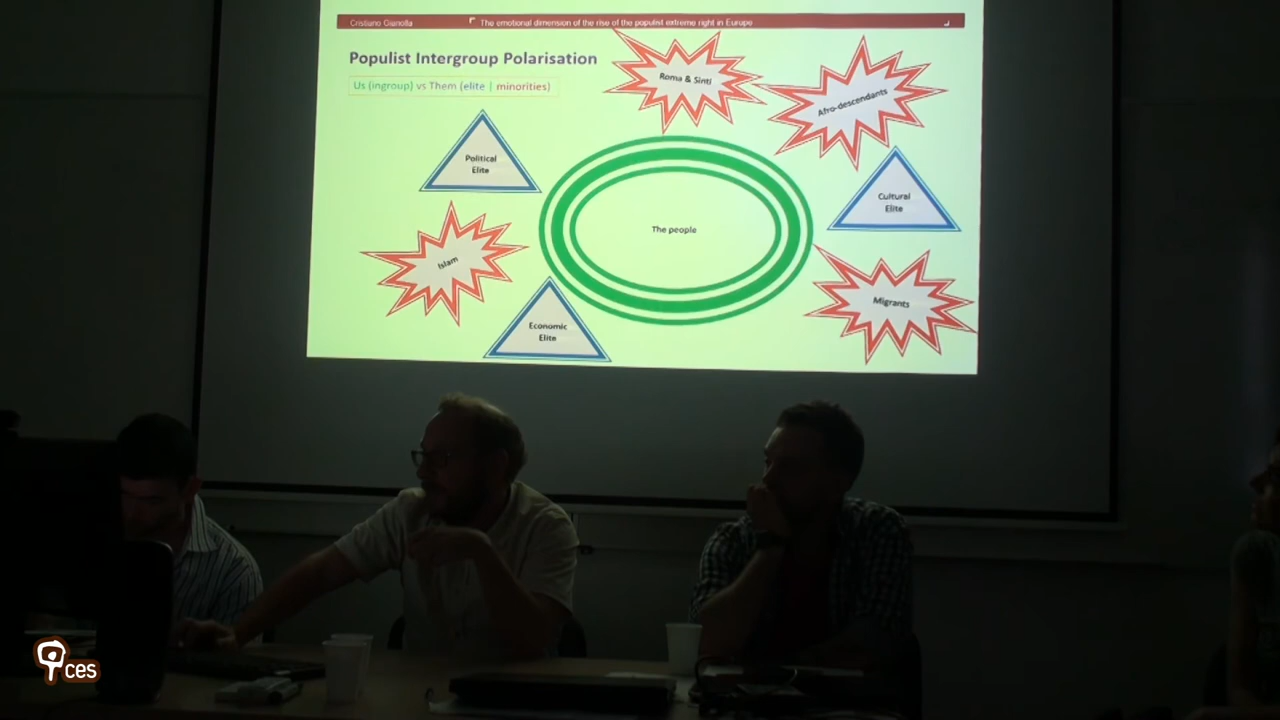 Cristiano Gianolla
The emotional dimension of the rise of the populist extreme right in Europe
Populist Intergroup Polarisation
Us (ingroup) vs Them (elite | minorities)
Roma & Sinti
Afro-descendants
Political
Elite
Cultural
Elite
The people
Islam
Migrants
Economic
Elite
ces